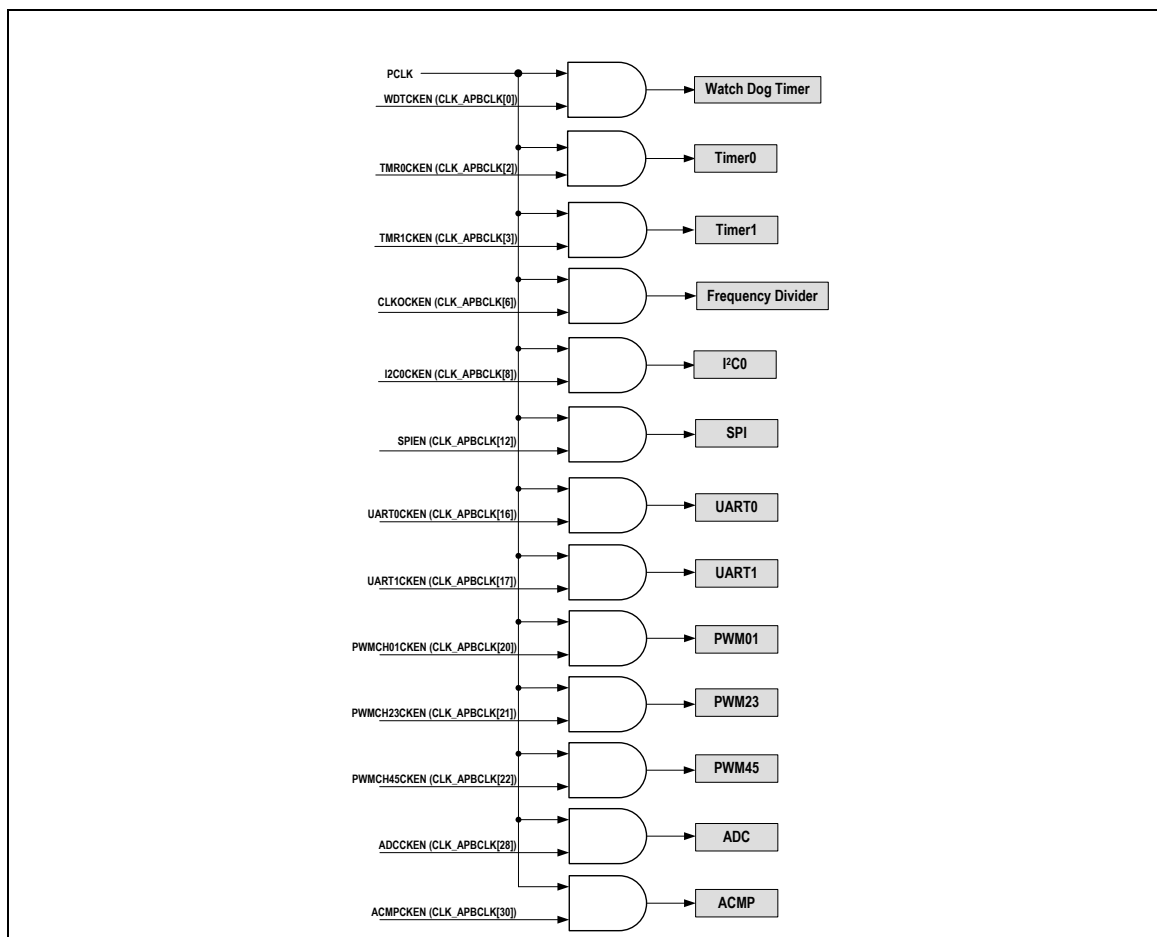 PCLK
WDTCKEN (CLK_APBCLK[0])
Watch Dog Timer
TMR0CKEN (CLK_APBCLK[2])
Timer0
TMR1CKEN (CLK_APBCLK[3])
Timer1
CLKOCKEN (CLK_APBCLK[6])
Frequency Divider
I2C0CKEN (CLK_APBCLK[8])
I²C0
SPIEN (CLK_APBCLK[12])
SPI
UART0CKEN (CLK_APBCLK[16])
UART0
UART1CKEN (CLK_APBCLK[17])
UART1
PWMCH01CKEN (CLK_APBCLK[20])
PWM01
PWMCH23CKEN (CLK_APBCLK[21])
PWM23
PWMCH45CKEN (CLK_APBCLK[22])
PWM45
ADCCKEN (CLK_APBCLK[28])
ADC
ACMPCKEN (CLK_APBCLK[30])
ACMP